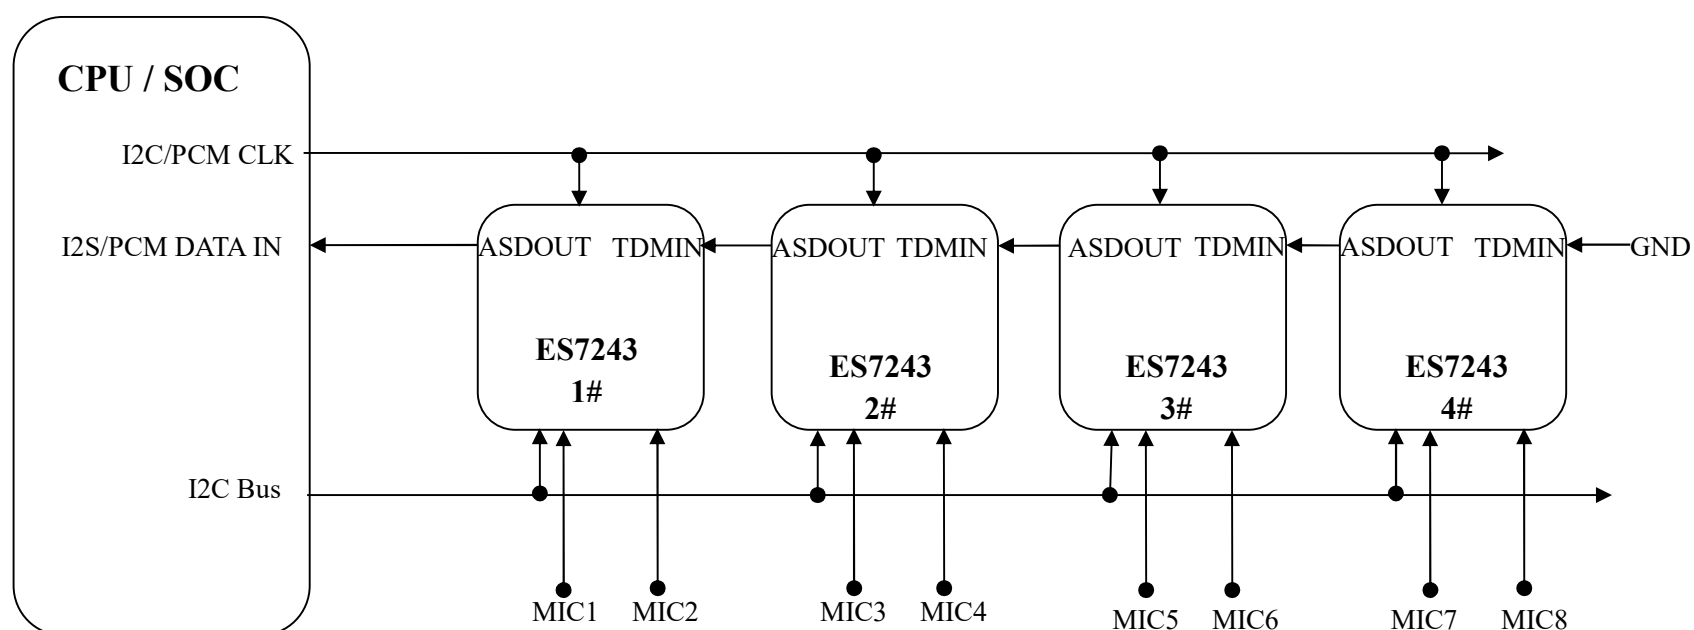 CPU / SOC
I2C/PCM CLK
I2S/PCM DATA IN
ASDOUT TDMIN
ASDOUT TDMIN
ASDOUT TDMIN
ASDOUT TDMIN
GND
ES7243
1#
ES7243
2#
ES7243
3#
ES7243
4#
I2C Bus
MIC1
MIC2
MIC3
MIC4
MIC5
MIC6
MIC7
MIC8